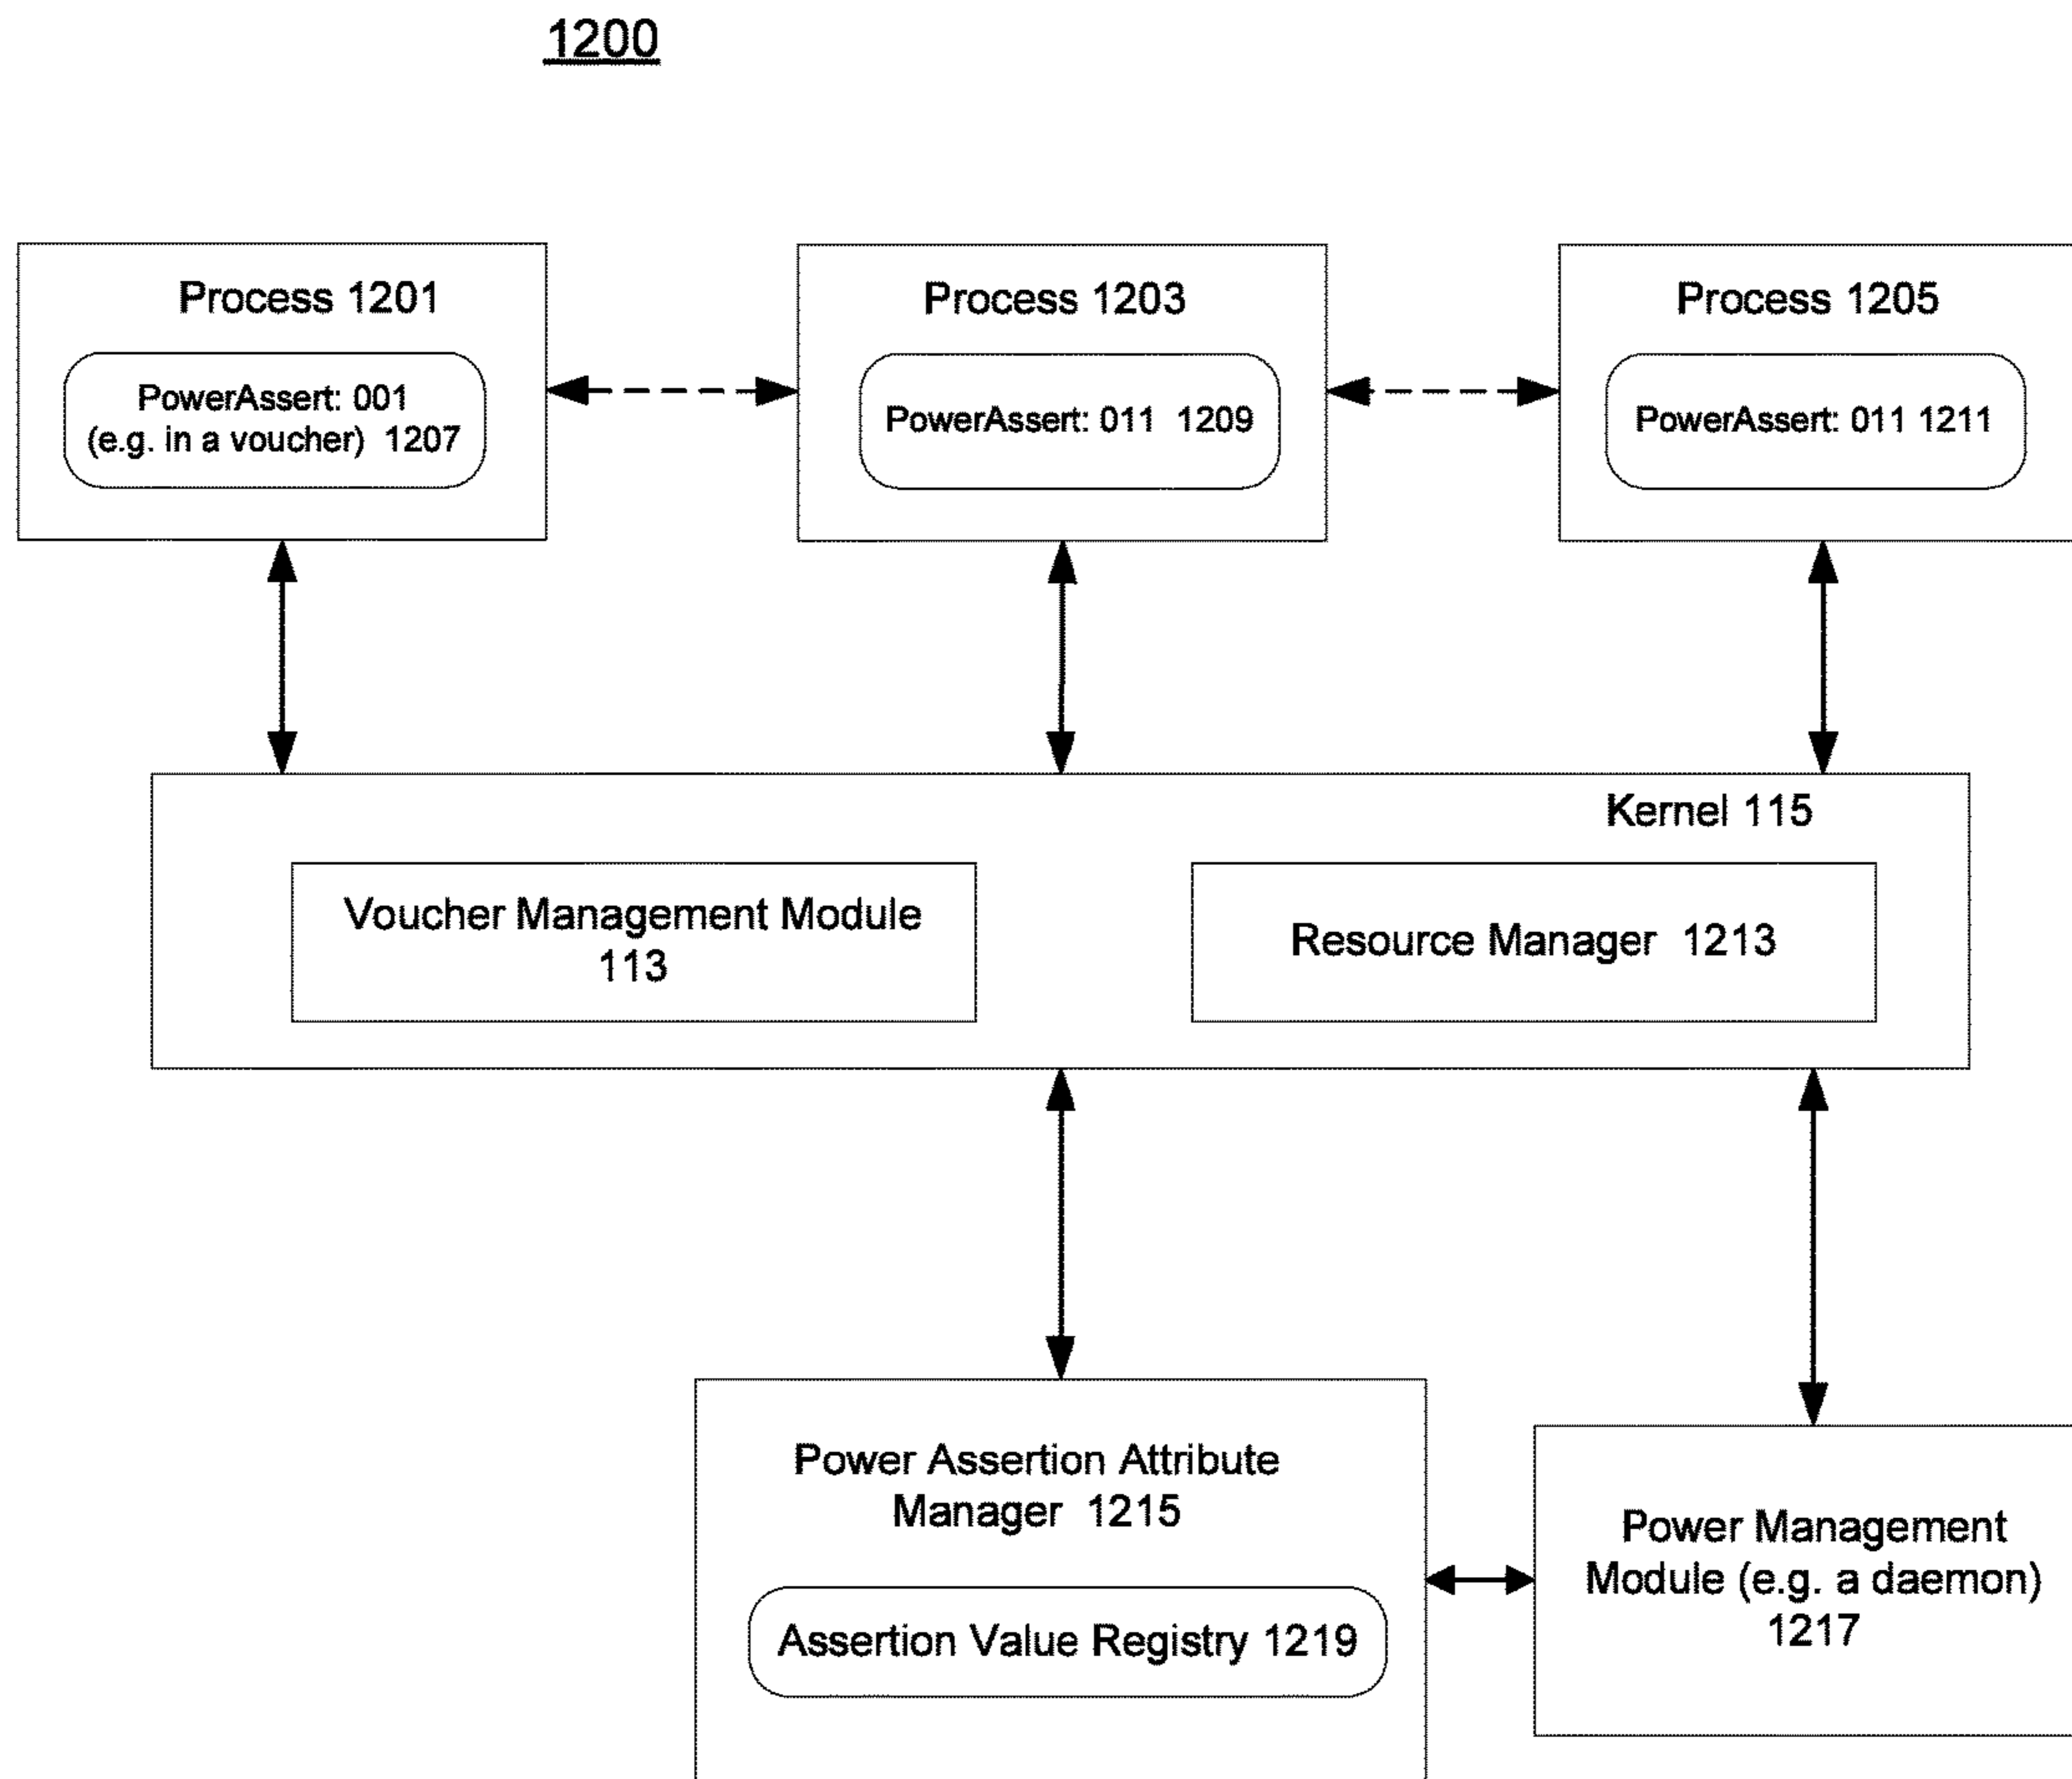 1200
Process 1201
PowerAssert: 001
(e.g. in a voucher) 1207
Process 1203
PowerAssert: 011 1209
Process 1205
PowerAssert: 011 1211
Kernel 115
Voucher Management Module
113
Resource Manager 1213
Power Assertion Attribute
Manager 1215
Assertion Value Registry 1219
Power Management
Module (e.g. a daemon)
1217